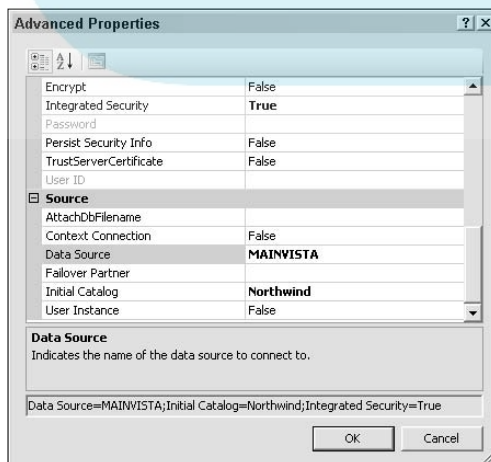 Advanced Properties
Encrypt False
Integrated Security True
Password
Persist Security Info False
TrustServerCertificate False
User ID
Source
AttachDbFilename
Context Connection False
Data Source MAINVISTA
Failover Partner
Initial Catalog Northwind
User Instance False
Data Source
Indicates the name of the data source to connect to.
Data Source=MAINVISTA;Initial Catalog=Northwind;Integrated Security=True
OK Cancel